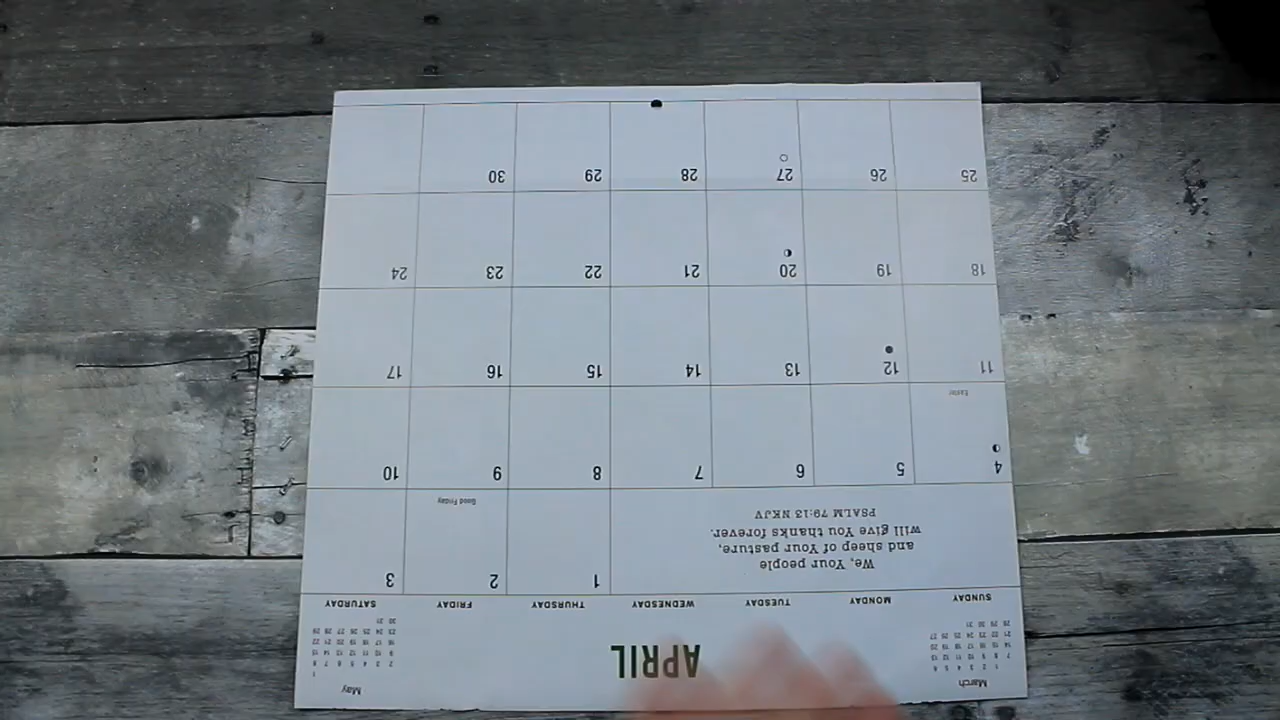 March
APRIL
May
SUNDAY MONDAY TUESDAY WEDNESDAY THURSDAY FRIDAY SATURDAY
We, Your people
and sheep of Your pasture,
will give You thanks forever.
PSALM 79:13 NKJV
1 2 3
Good Friday
4 5 6 7 8 9 10
Easter
11 12 13 14 15 16 17
18 19 20 21 22 23 24
25 26 27 28 29 30